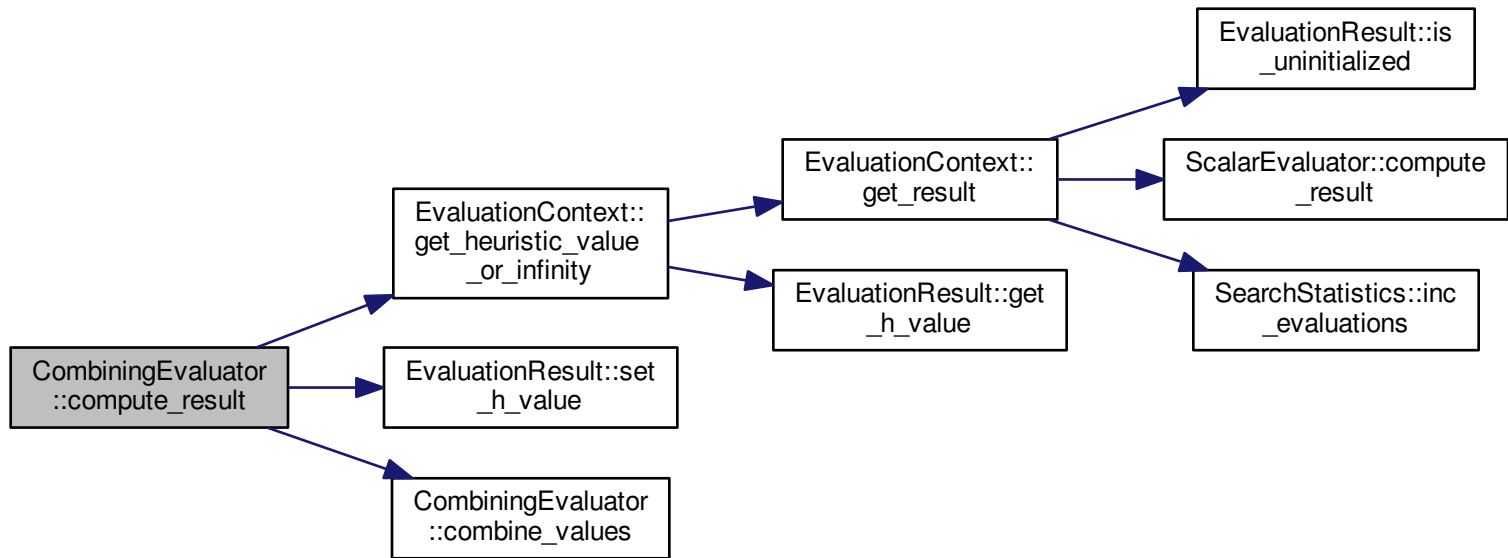 CombiningEvaluator
::compute_result
EvaluationContext::
get_heuristic_value
_or_infinity
EvaluationResult::set
_h_value
CombiningEvaluator
::combine_values
EvaluationContext::
get_result
EvaluationResult::get
_h_value
EvaluationResult::is
_uninitialized
ScalarEvaluator::compute
_result
SearchStatistics::inc
_evaluations